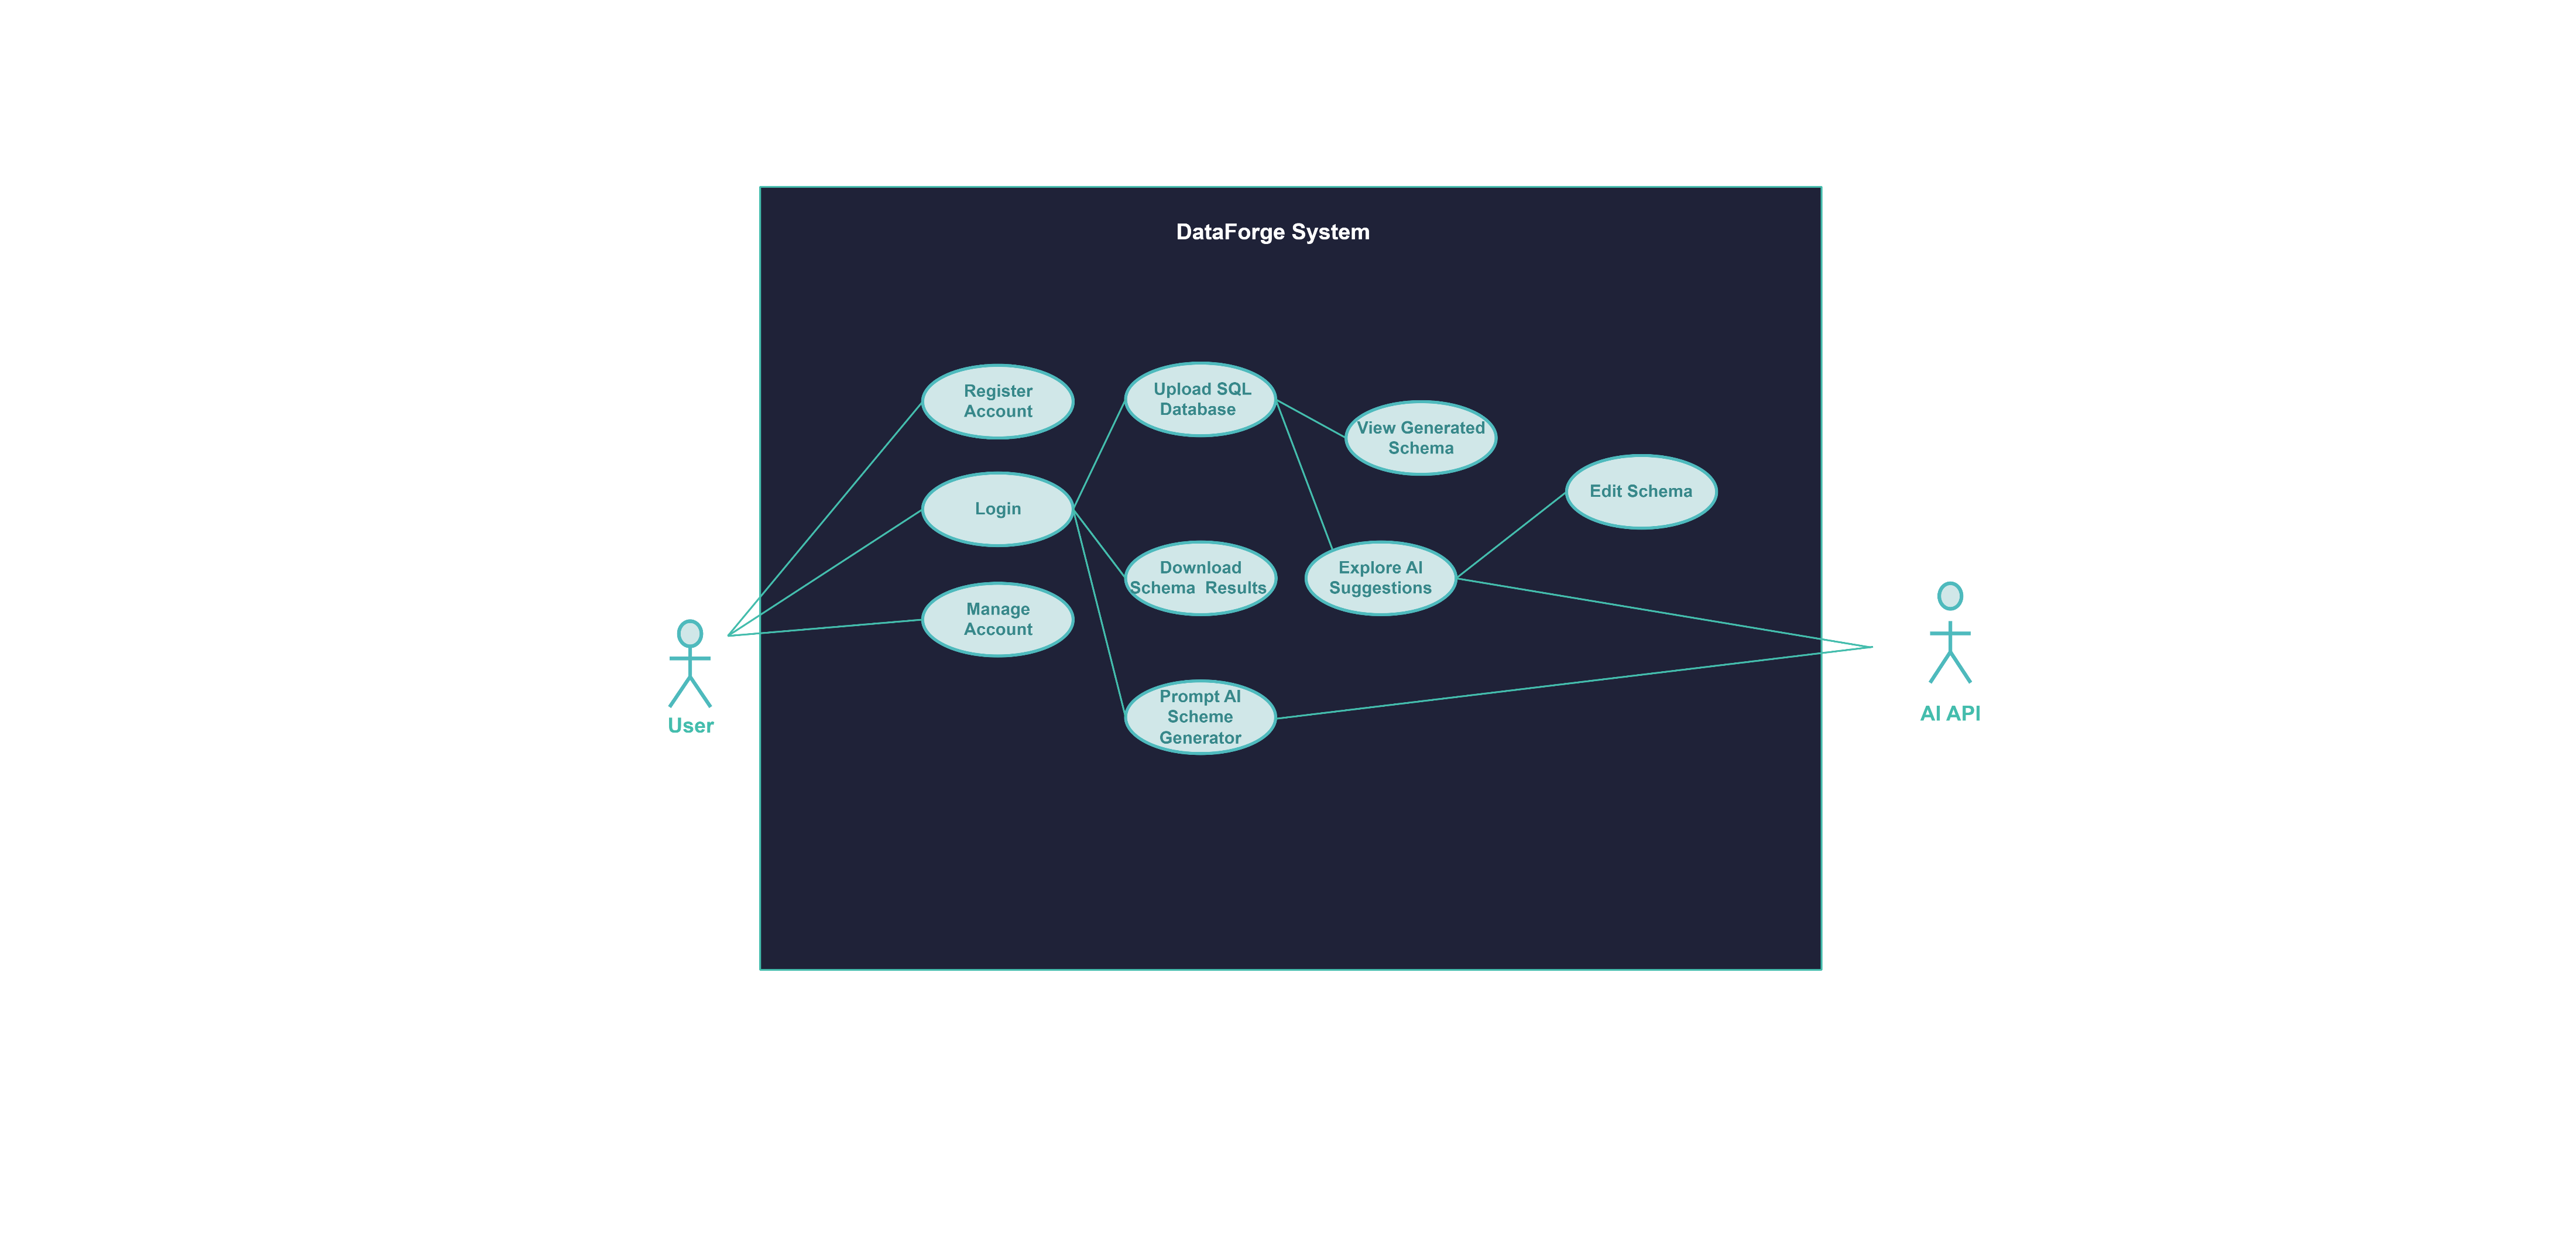 DataForge System
Register
Account
Upload SQL
Database
View Generated
Schema
Login
Edit Schema
Download
Schema  Results
Explore AI
Suggestions
Manage
Account
Prompt AI
Scheme
Generator
User
AI API